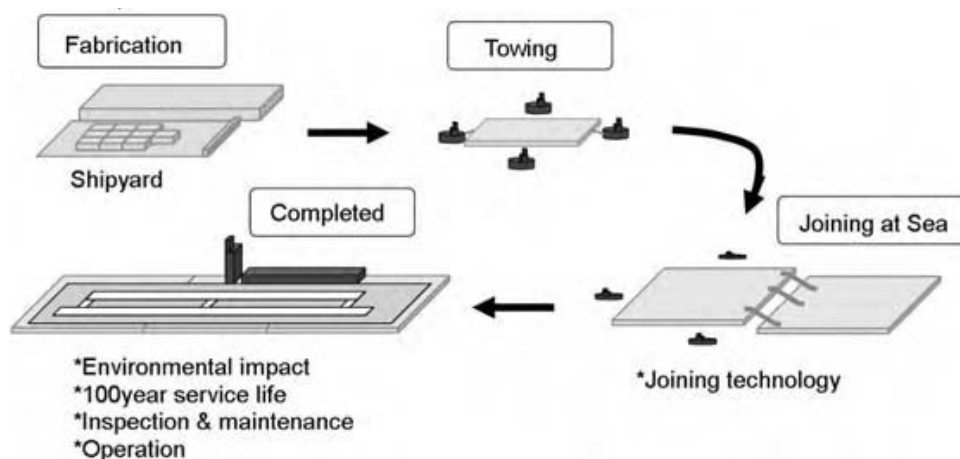 Fabrication
Towing
Shipyard
Completed
Joining at Sea
*Environmental impact
*100year service life
*Inspection & maintenance
*Operation
*Joining technology